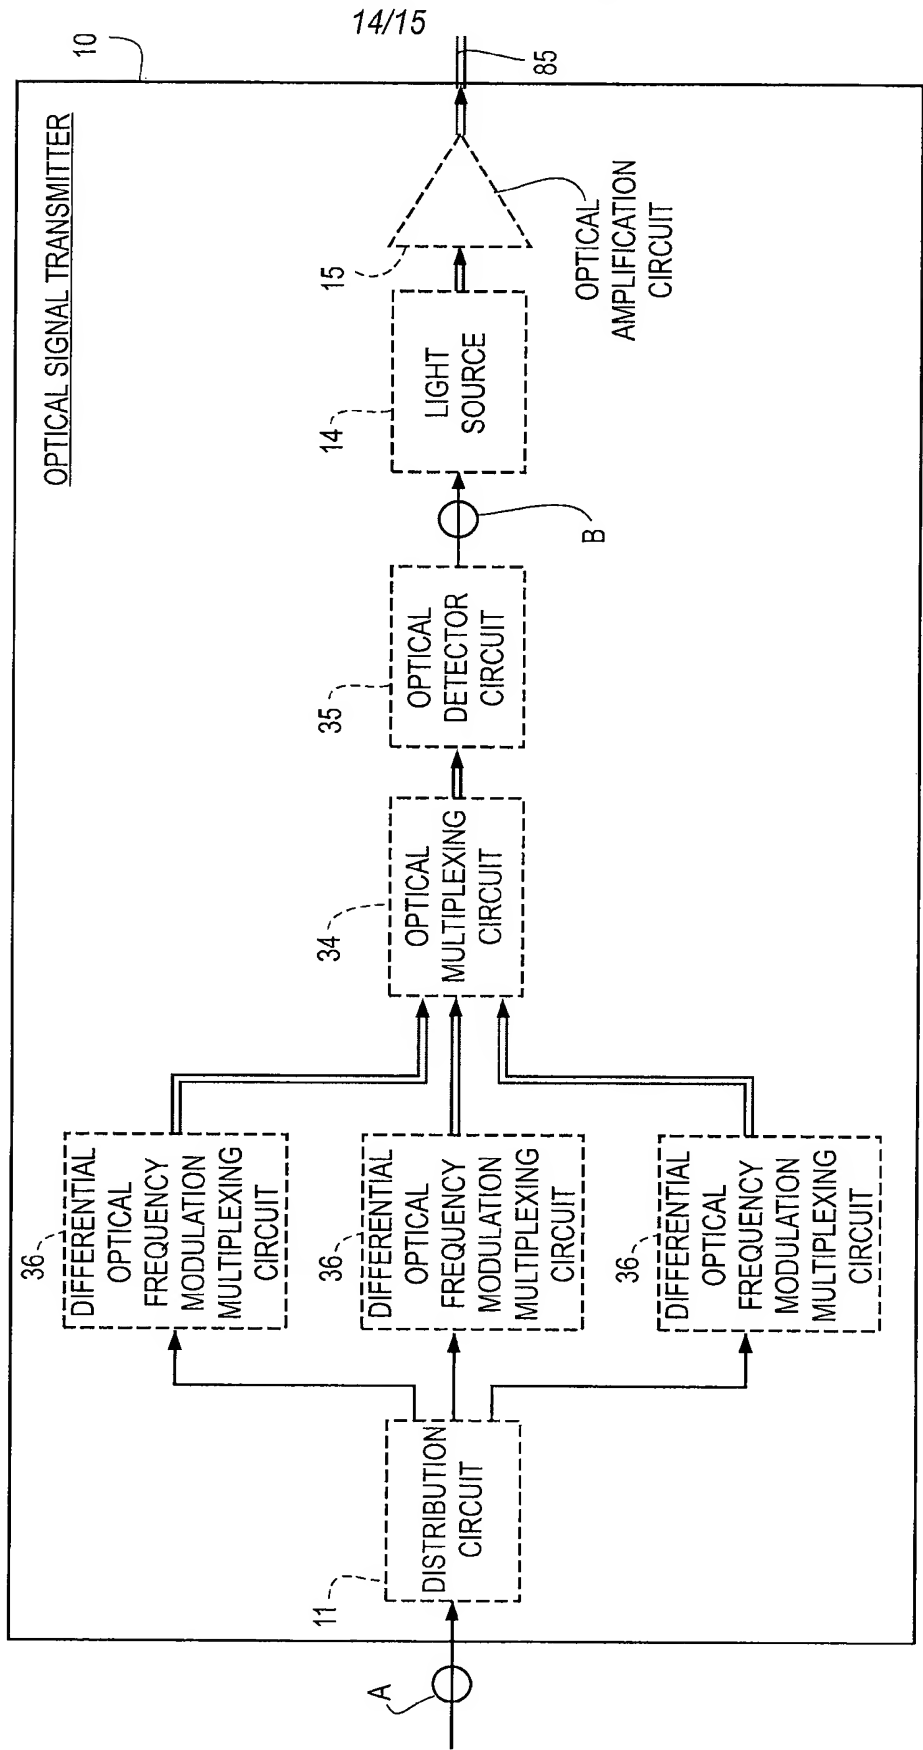 14/15
10
OPTICAL SIGNAL TRANSMITTER
85
15
OPTICAL
AMPLIFICATION
CIRCUIT
14
LIGHT
SOURCE
B
35
OPTICAL
DETECTOR
CIRCUIT
34
OPTICAL
MULTIPLEXING
CIRCUIT
36
DIFFERENTIAL
OPTICAL
FREQUENCY
MODULATION
MULTIPLEXING
CIRCUIT
36
DIFFERENTIAL
OPTICAL
FREQUENCY
MODULATION
MULTIPLEXING
CIRCUIT
36
DIFFERENTIAL
OPTICAL
FREQUENCY
MODULATION
MULTIPLEXING
CIRCUIT
11
DISTRIBUTION
CIRCUIT
A